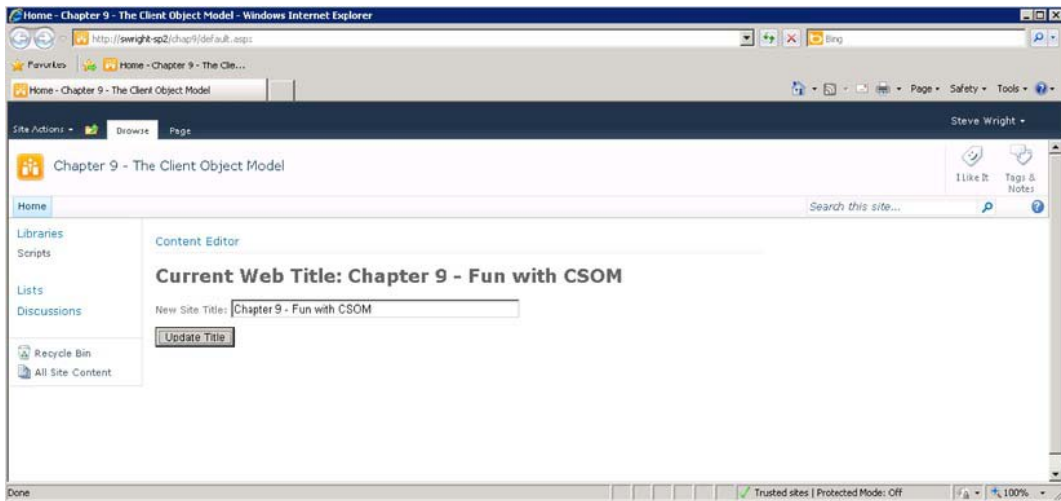 Home - Chapter 9 - The Client Object Model - Windows Internet Explorer
http://swright-sp2/chap9/default.aspx
Bing
Favorites
Home - Chapter 9 - The Clie...
Home - Chapter 9 - The Client Object Model
Page Safety Tools
Site Actions Browse Page
Steve Wright
Chapter 9 - The Client Object Model
I Like It
Tags & Notes
Home
Search this site...
Libraries
Scripts
Lists
Discussions
Recycle Bin
All Site Content
Content Editor
Current Web Title: Chapter 9 - Fun with CSOM
New Site Title: Chapter 9 - Fun with CSOM
Update Title
Done
Trusted sites | Protected Mode: Off
100%